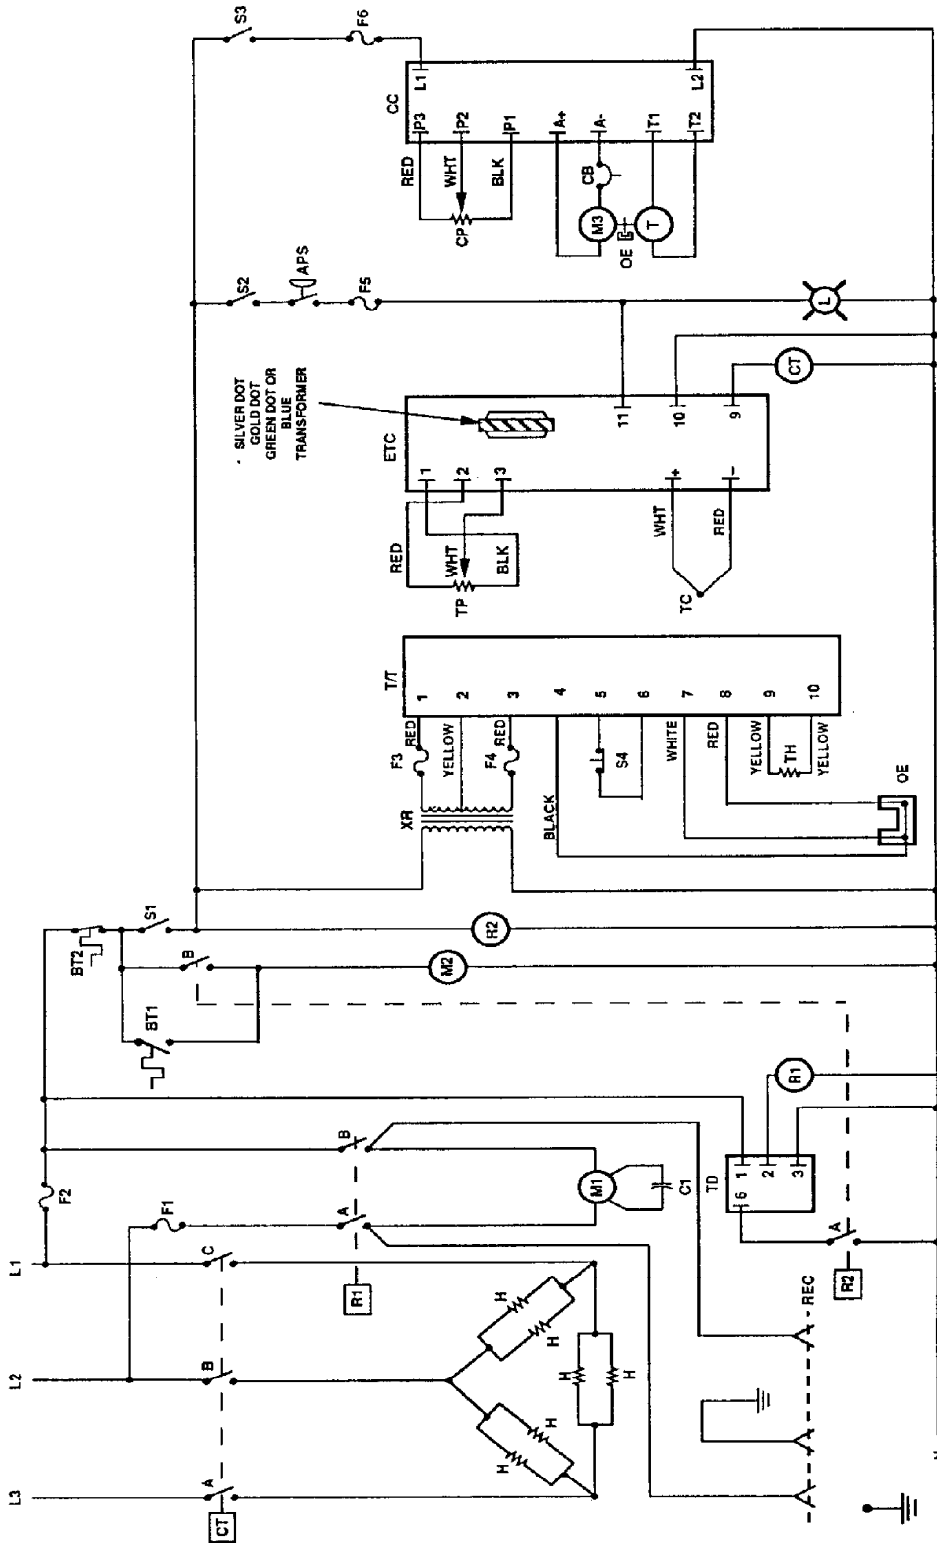 L3
L2
L1
CT
A
B
C
F2
F1
R1
A
B
H
H
H
H
H
H
M1
C1
TD
6
1
2
3
R1
A
R2
REC
BT2
BT1
B
S1
M2
R2
XR
F3
RED
YELLOW
F4
RED
BLACK
S4
WHITE
RED
YELLOW
TH
YELLOW
OE
T/T
1
2
3
4
5
6
7
8
9
10
SILVER DOT
GOLD DOT
GREEN DOT OR
BLUE
TRANSFORMER
ETC
1
2
3
RED
WHT
TP
BLK
WHT
RED
TC
+
−
11
10
9
CT
S2
APS
F5
L
S3
F6
CC
L1
L2
P3
P2
P1
A+
A-
T1
T2
RED
WHT
CP
BLK
CB
M3
OE
T